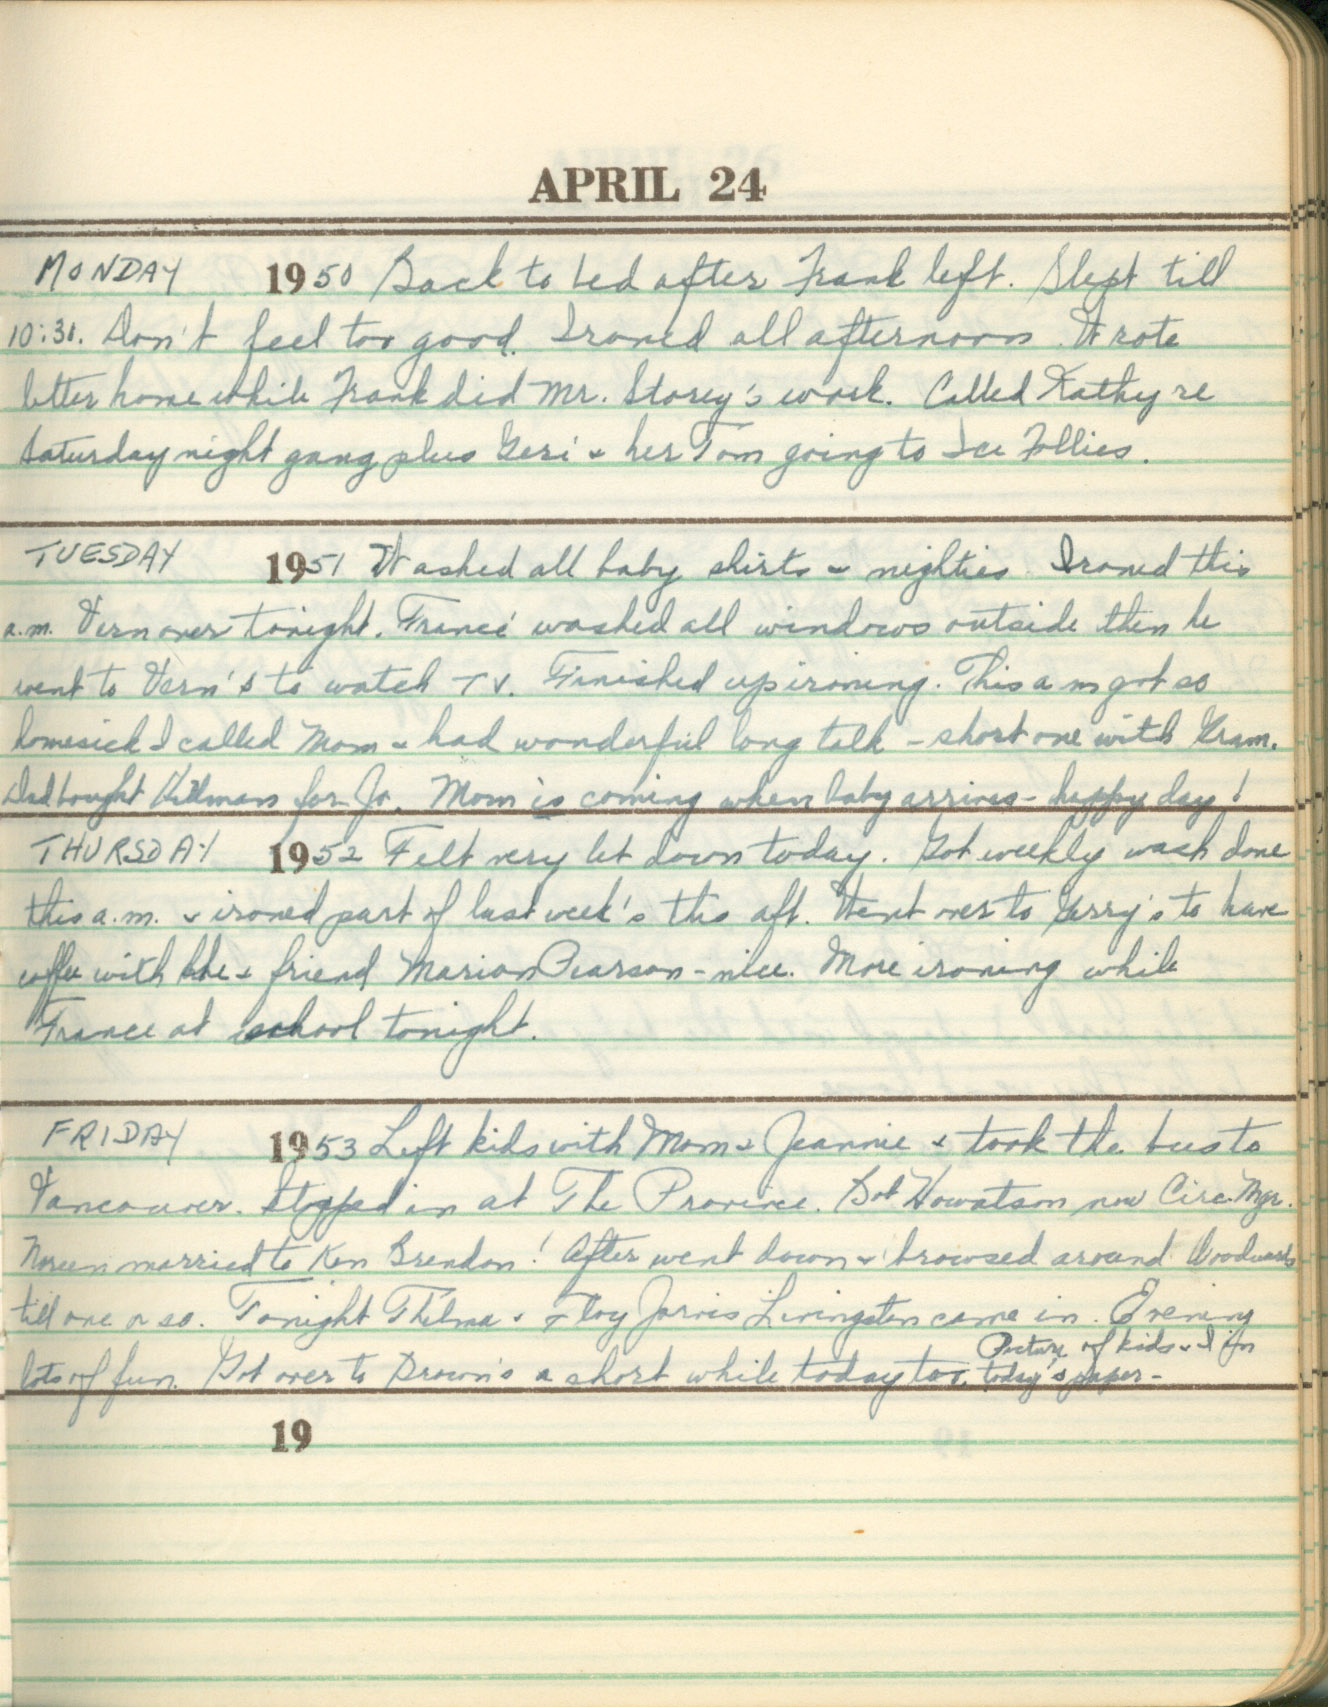 APRIL 24
MONDAY 1950 Back to bed after Frank left. Slept till
10:30. Don't feel too good. Ironed all afternoon. Wrote
letter home while Frank did Mr. Storey's work. Called Kathy re
Saturday night gang plus Geri & her Tom going to Ice Follies.
TUESDAY 1951 Washed all baby shirts & nighties. Ironed this
a.m. Vern over tonight. France washed all windows outside then he
went to Vern's to watch TV. Finished up ironing. This a m got so
homesick I called Mom & had wonderful long talk - short one with Gram.
Dad bought Hillman for Jo. Mom is coming when baby arrives - happy day!
THURSDAY 1952 Felt very let down today. Got weekly wash done
this a.m. & ironed part of last week's this aft. Went over to Gerry's to have
coffee with she & friend Marion Pearson - nice. More ironing while
France at school tonight.
FRIDAY 1953 Left kids with Mom & Jeannie & took the bus to
Vancouver. Stopped in at The Province. Bob Howatson now Circ. Mgr.
Noreen married to Ken Brendon! After went down & browsed around Woodwards
till one or so. Tonight Thelma & Floy Jarvis Livingston came in. Evening
lots of fun. Got over to Brown's a short while today too. Picture of kids & I in
today's paper -
19